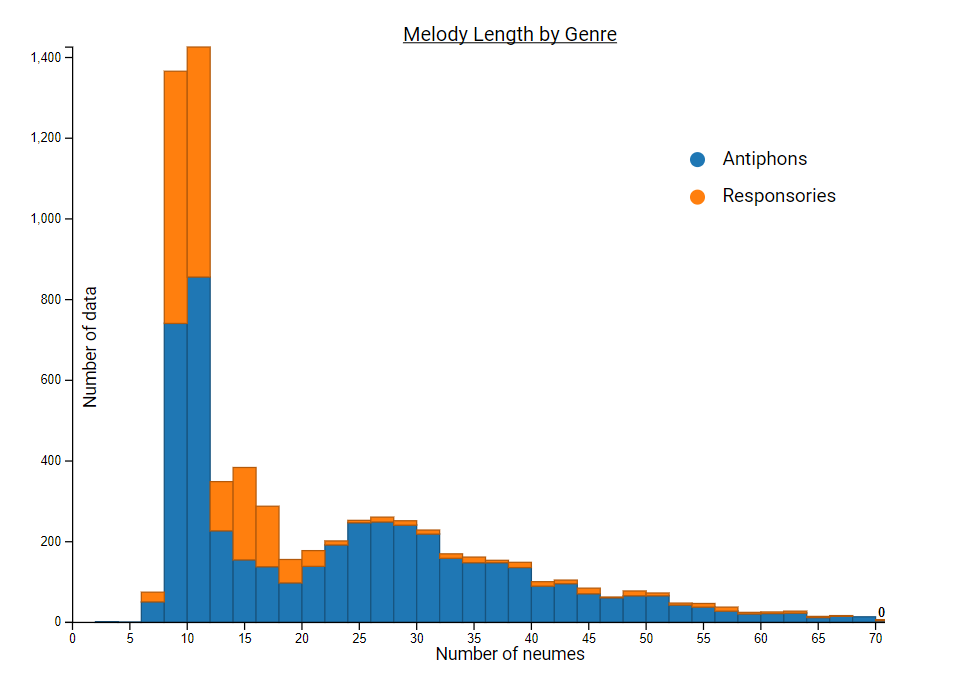 Melody Length by Genre
1,400
1,200
1,000
800
600
400
200
0
Number of data
Antiphons
Responsories
0
0 5 10 15 20 25 30 35 40 45 50 55 60 65 70
Number of neumes